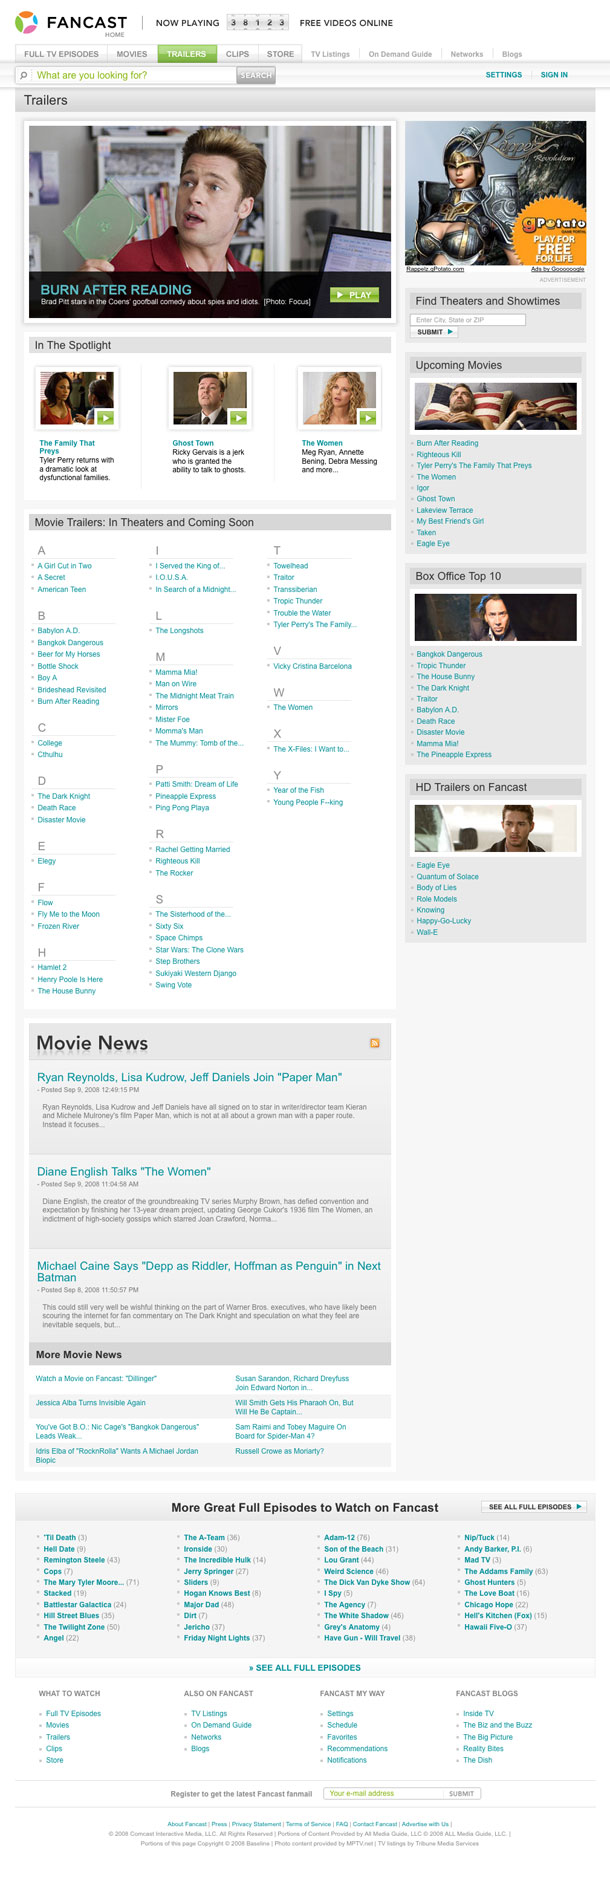 FANCAST
HOME
NOW PLAYING 3 8 1 2 3 FREE VIDEOS ONLINE
FULL TV EPISODES MOVIES TRAILERS CLIPS STORE TV Listings On Demand Guide Networks Blogs
What are you looking for? SEARCH SETTINGS SIGN IN
Trailers
BURN AFTER READING
Brad Pitt stars in the Coens' goofball comedy about spies and idiots. [Photo: Focus]
PLAY
In The Spotlight
The Family That Preys
Tyler Perry returns with
a dramatic look at
dysfunctional families.
Ghost Town
Ricky Gervais is a jerk
who is granted the
ability to talk to ghosts.
The Women
Meg Ryan, Annette
Bening, Debra Messing
and more...
Movie Trailers: In Theaters and Coming Soon
A
A Girl Cut in Two
A Secret
American Teen
B
Babylon A.D.
Bangkok Dangerous
Beer for My Horses
Bottle Shock
Boy A
Brideshead Revisited
Burn After Reading
C
College
Cthulhu
D
The Dark Knight
Death Race
Disaster Movie
E
Elegy
F
Flow
Fly Me to the Moon
Frozen River
H
Hamlet 2
Henry Poole Is Here
The House Bunny
I
I Served the King of...
I.O.U.S.A.
In Search of a Midnight...
L
The Longshots
M
Mamma Mia!
Man on Wire
The Midnight Meat Train
Mirrors
Mister Foe
Momma's Man
The Mummy: Tomb of the...
P
Patti Smith: Dream of Life
Pineapple Express
Ping Pong Playa
R
Rachel Getting Married
Righteous Kill
The Rocker
S
The Sisterhood of the...
Sixty Six
Space Chimps
Star Wars: The Clone Wars
Step Brothers
Sukiyaki Western Django
Swing Vote
T
Towelhead
Traitor
Transsiberian
Tropic Thunder
Trouble the Water
Tyler Perry's The Family...
V
Vicky Cristina Barcelona
W
The Women
X
The X-Files: I Want to...
Y
Year of the Fish
Young People F--king
Rappelz
Revolution
gPotato
GAME PORTAL
PLAY FOR
FREE
FOR LIFE
Rappelz.gPotato.com Ads by Goooooogle
ADVERTISEMENT
Find Theaters and Showtimes
Enter City, State or ZIP
SUBMIT
Upcoming Movies
Burn After Reading
Righteous Kill
Tyler Perry's The Family That Preys
The Women
Igor
Ghost Town
Lakeview Terrace
My Best Friend's Girl
Taken
Eagle Eye
Box Office Top 10
Bangkok Dangerous
Tropic Thunder
The House Bunny
The Dark Knight
Traitor
Babylon A.D.
Death Race
Disaster Movie
Mamma Mia!
The Pineapple Express
HD Trailers on Fancast
Eagle Eye
Quantum of Solace
Body of Lies
Role Models
Knowing
Happy-Go-Lucky
Wall-E
Movie News
Ryan Reynolds, Lisa Kudrow, Jeff Daniels Join "Paper Man"
- Posted Sep 9, 2008 12:49:15 PM
Ryan Reynolds, Lisa Kudrow and Jeff Daniels have all signed on to star in writer/director team Kieran
and Michele Mulroney's film Paper Man, which is not at all about a grown man with a paper route.
Instead it focuses...
Diane English Talks "The Women"
- Posted Sep 9, 2008 11:04:58 AM
Diane English, the creator of the groundbreaking TV series Murphy Brown, has defied convention and
expectation by finishing her 13-year dream project, updating George Cukor's 1936 film The Women, an
indictment of high-society gossips which starred Joan Crawford, Norma...
Michael Caine Says "Depp as Riddler, Hoffman as Penguin" in Next
Batman
- Posted Sep 8, 2008 11:50:57 PM
This could still very well be wishful thinking on the part of Warner Bros. executives, who have likely been
scouring the internet for fan commentary on The Dark Knight and speculation on what they feel are
inevitable sequels, but...
More Movie News
Watch a Movie on Fancast: "Dillinger"
Susan Sarandon, Richard Dreyfuss
Join Edward Norton in...
Jessica Alba Turns Invisible Again
Will Smith Gets His Pharaoh On, But
Will He Be Captain...
You've Got B.O.: Nic Cage's "Bangkok Dangerous"
Leads Weak...
Sam Raimi and Tobey Maguire On
Board for Spider-Man 4?
Idris Elba of "RocknRolla" Wants A Michael Jordan
Biopic
Russell Crowe as Moriarty?
More Great Full Episodes to Watch on Fancast
SEE ALL FULL EPISODES
'Til Death (3)
Hell Date (9)
Remington Steele (43)
Cops (7)
The Mary Tyler Moore... (71)
Stacked (19)
Battlestar Galactica (24)
Hill Street Blues (35)
The Twilight Zone (50)
Angel (22)
The A-Team (36)
Ironside (30)
The Incredible Hulk (14)
Jerry Springer (27)
Sliders (9)
Hogan Knows Best (8)
Major Dad (48)
Dirt (7)
Jericho (37)
Friday Night Lights (37)
Adam-12 (76)
Son of the Beach (31)
Lou Grant (44)
Weird Science (46)
The Dick Van Dyke Show (64)
I Spy (5)
The Agency (7)
The White Shadow (46)
Grey's Anatomy (4)
Have Gun - Will Travel (38)
Nip/Tuck (14)
Andy Barker, P.I. (6)
Mad TV (3)
The Addams Family (63)
Ghost Hunters (5)
The Love Boat (16)
Chicago Hope (22)
Hell's Kitchen (Fox) (15)
Hawaii Five-O (37)
» SEE ALL FULL EPISODES
WHAT TO WATCH
Full TV Episodes
Movies
Trailers
Clips
Store
ALSO ON FANCAST
TV Listings
On Demand Guide
Networks
Blogs
FANCAST MY WAY
Settings
Schedule
Favorites
Recommendations
Notifications
FANCAST BLOGS
Inside TV
The Biz and the Buzz
The Big Picture
Reality Bites
The Dish
Register to get the latest Fancast fanmail Your e-mail address SUBMIT
About Fancast | Press | Privacy Statement | Terms of Service | FAQ | Contact Fancast | Advertise with Us |
© 2008 Comcast Interactive Media, LLC. All Rights Reserved | Portions of Content Provided by All Media Guide, LLC © 2008 ALL Media Guide, LLC. |
Portions of this page Copyright © 2008 Baseline | Photo content provided by MPTV.net | TV listings by Tribune Media Services